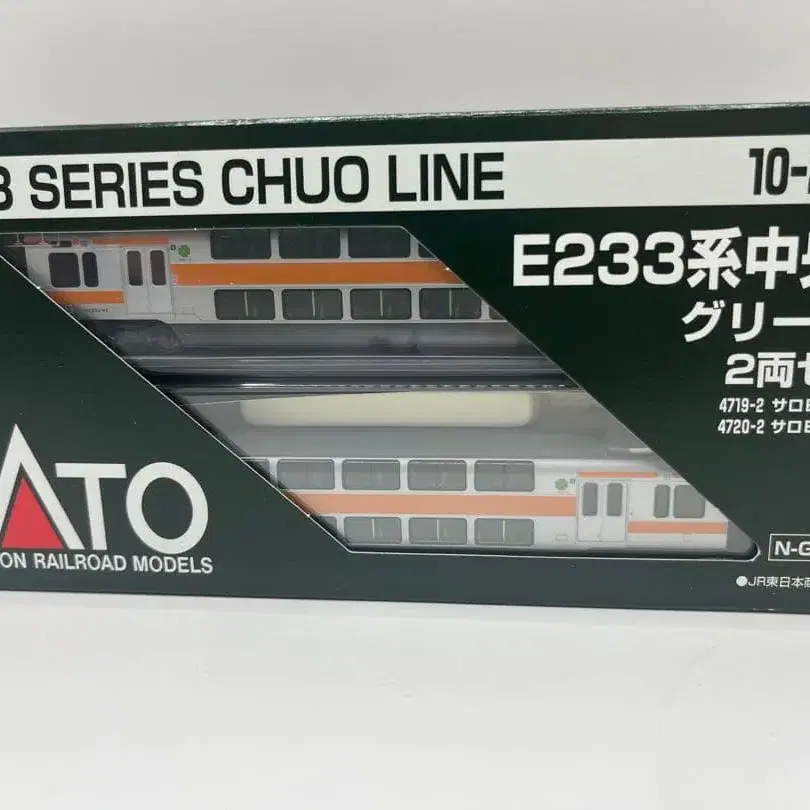 SERIES CHUO LINE
10-
E233系中央
グリー
2両セ
4719-2 サロE
4720-2 サロE
ATO
ON RAILROAD MODELS
N-G
●JR東日本商